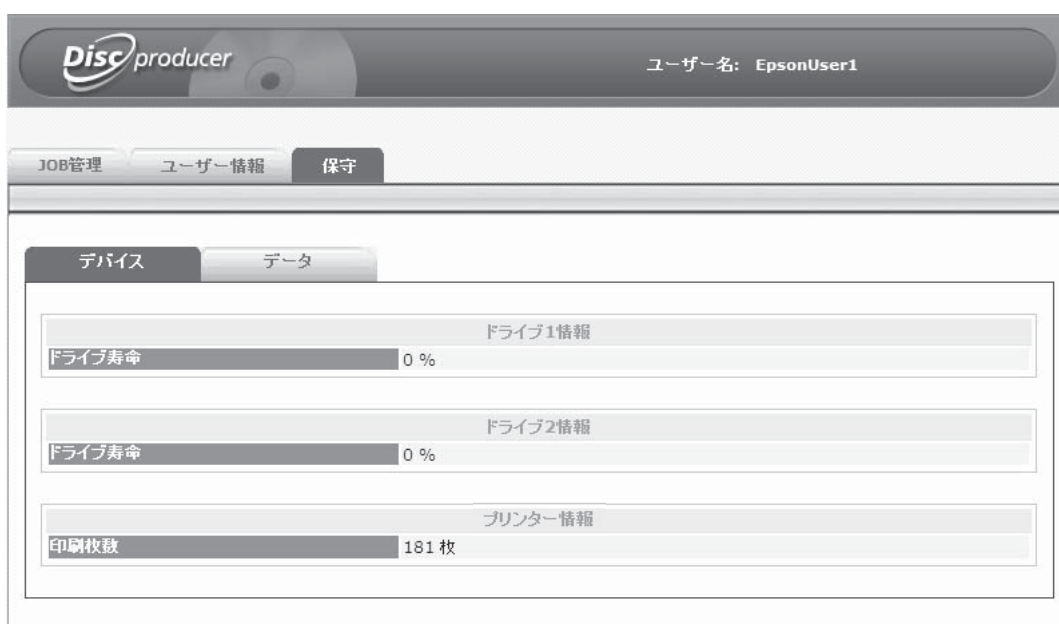 Disc producer
ユーザー名: EpsonUser1
JOB管理 ユーザー情報 保守
デバイス データ
ドライブ1情報
ドライブ寿命 0 %
ドライブ2情報
ドライブ寿命 0 %
プリンター情報
印刷枚数 181 枚